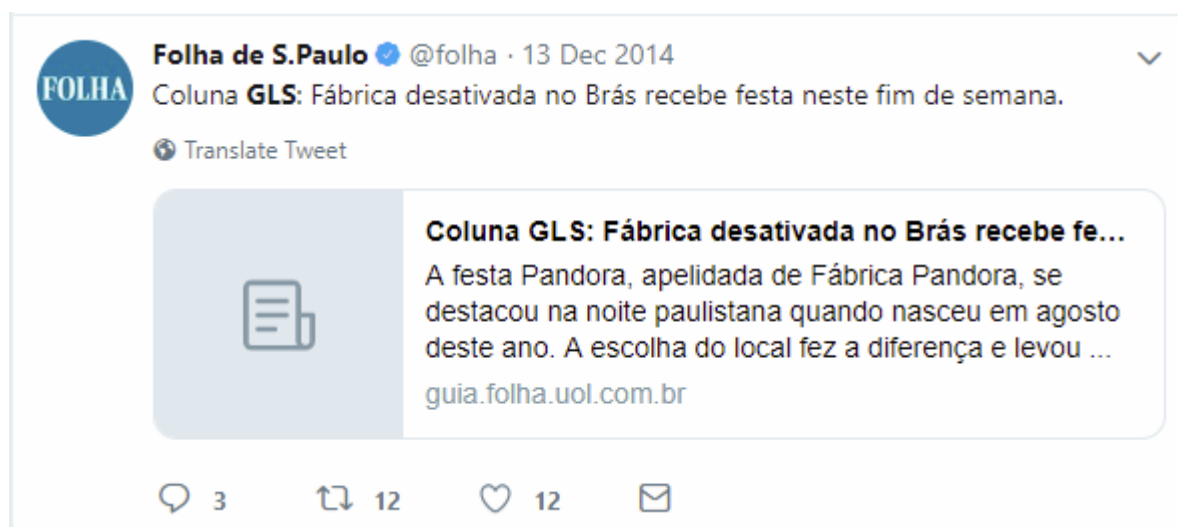 Folha de S.Paulo @folha · 13 Dec 2014
FOLHA
Coluna GLS: Fábrica desativada no Brás recebe festa neste fim de semana.
Translate Tweet
Coluna GLS: Fábrica desativada no Brás recebe fe...
A festa Pandora, apelidada de Fábrica Pandora, se
destacou na noite paulistana quando nasceu em agosto
deste ano. A escolha do local fez a diferença e levou ...
guia.folha.uol.com.br
3 12 12